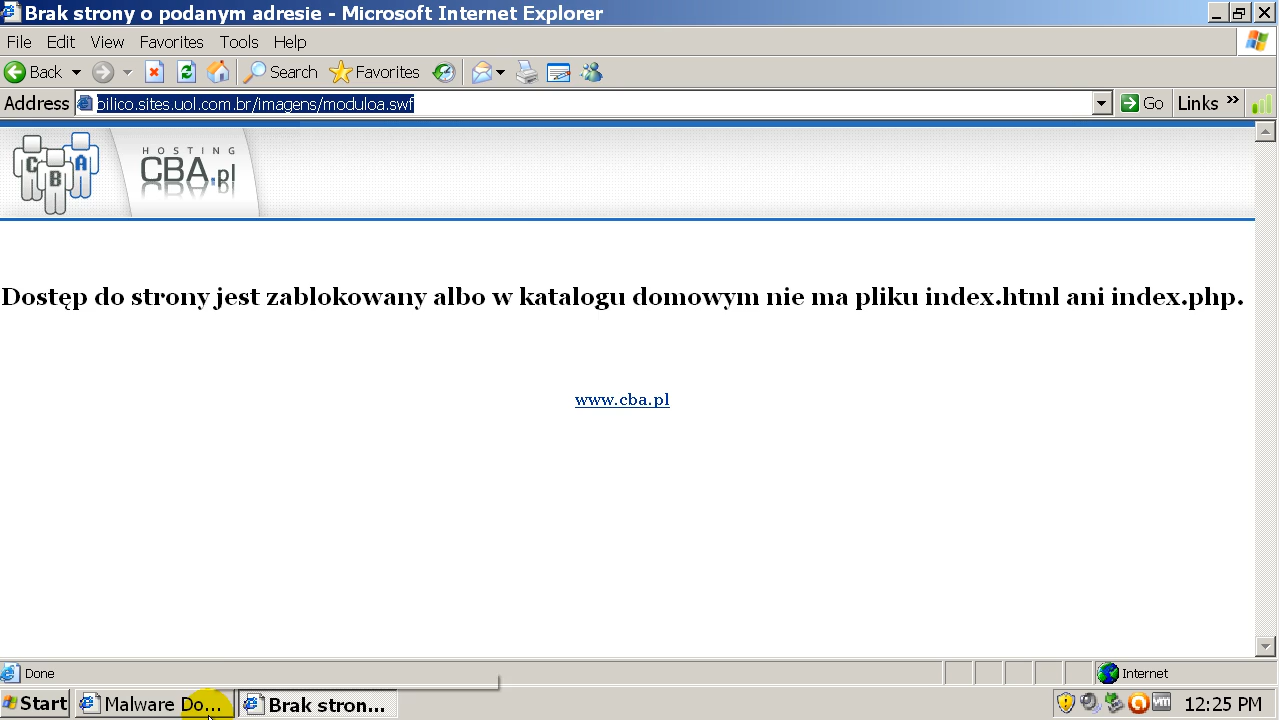 Brak strony o podanym adresie - Microsoft Internet Explorer
File Edit View Favorites Tools Help
Back Search Favorites
Address bilico.sites.uol.com.br/imagens/moduloa.swf Go Links »
C B A HOSTING CBA.pl
Dostęp do strony jest zablokowany albo w katalogu domowym nie ma pliku index.html ani index.php.
www.cba.pl
Done Internet
Start Malware Do... Brak stron... 12:25 PM